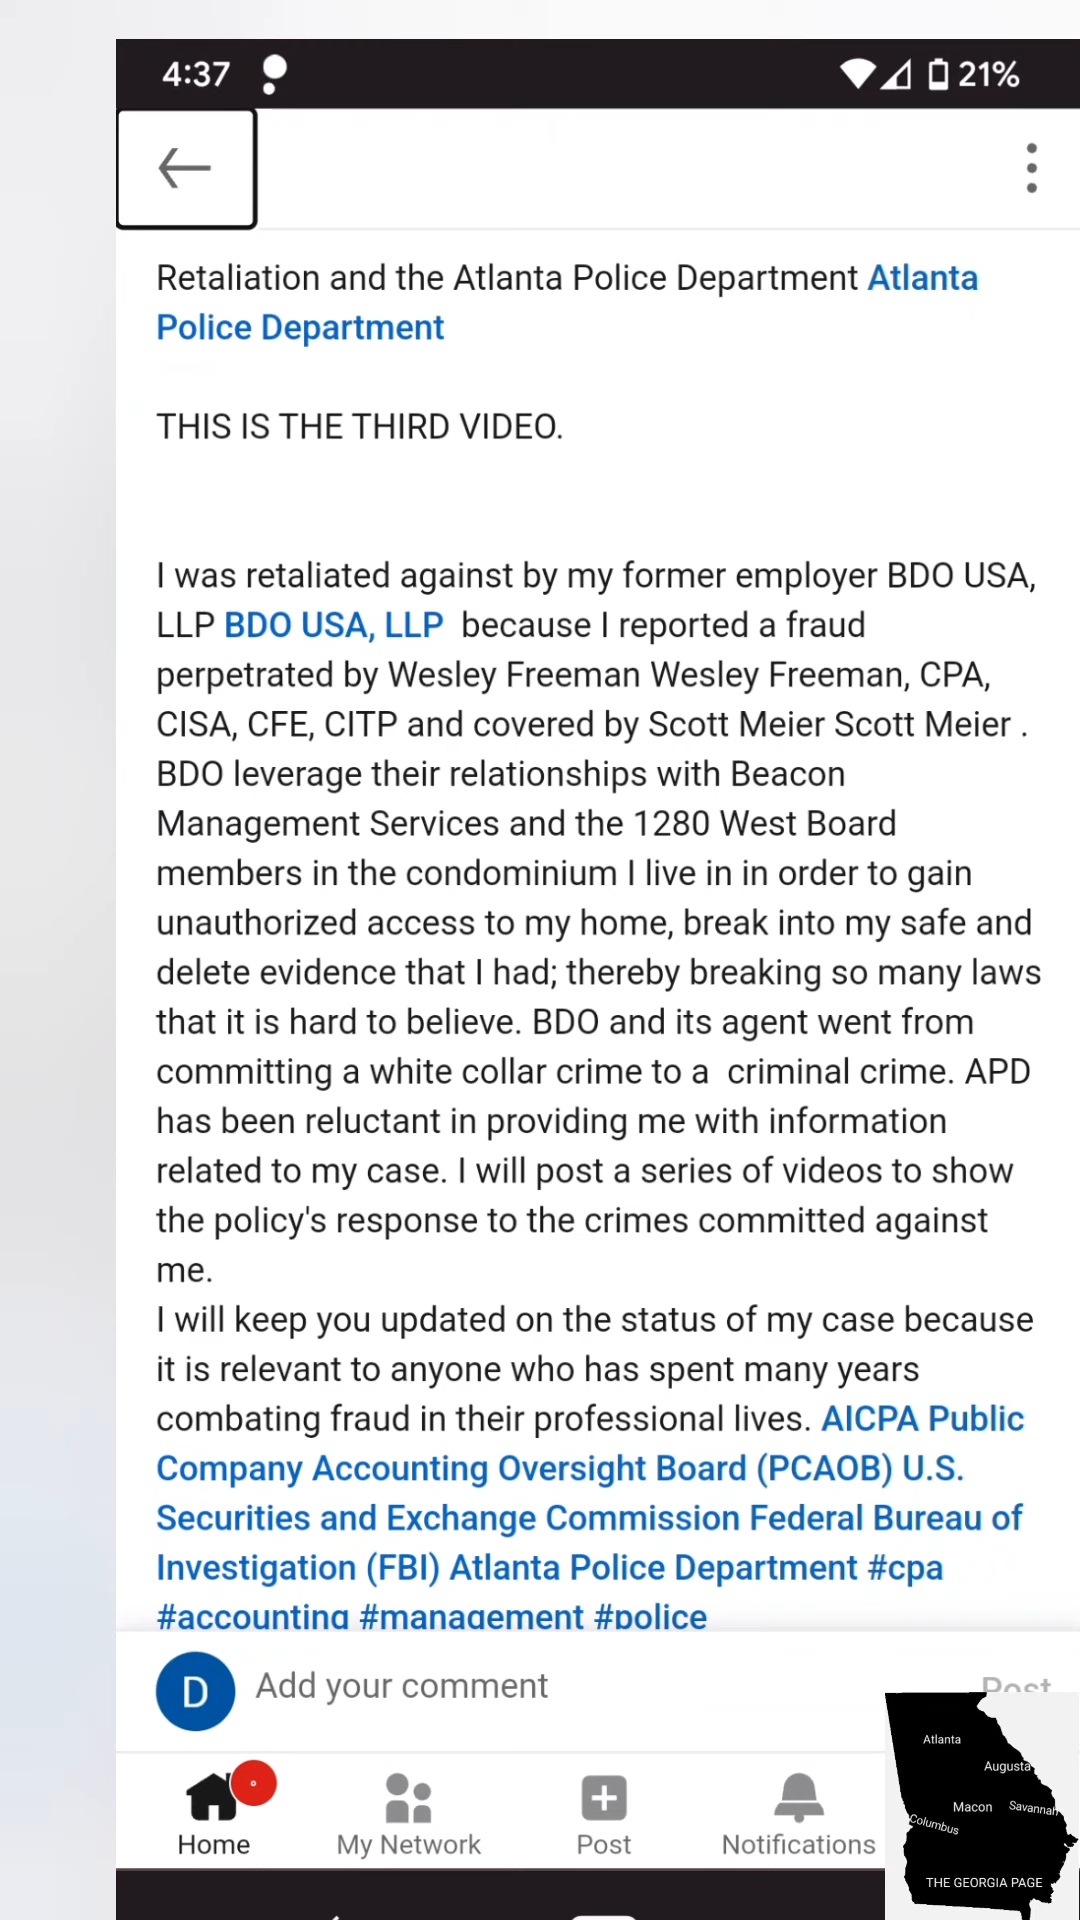 4:37
21%
Retaliation and the Atlanta Police Department Atlanta
Police Department
THIS IS THE THIRD VIDEO.
I was retaliated against by my former employer BDO USA,
LLP BDO USA, LLP because I reported a fraud
perpetrated by Wesley Freeman Wesley Freeman, CPA,
CISA, CFE, CITP and covered by Scott Meier Scott Meier .
BDO leverage their relationships with Beacon
Management Services and the 1280 West Board
members in the condominium I live in in order to gain
unauthorized access to my home, break into my safe and
delete evidence that I had; thereby breaking so many laws
that it is hard to believe. BDO and its agent went from
committing a white collar crime to a criminal crime. APD
has been reluctant in providing me with information
related to my case. I will post a series of videos to show
the policy's response to the crimes committed against
me.
I will keep you updated on the status of my case because
it is relevant to anyone who has spent many years
combating fraud in their professional lives. AICPA Public
Company Accounting Oversight Board (PCAOB) U.S.
Securities and Exchange Commission Federal Bureau of
Investigation (FBI) Atlanta Police Department #cpa
#accounting #management #police
D
Add your comment
Post
Home
My Network
Post
Notifications
Atlanta
Augusta
Macon
Savannah
Columbus
THE GEORGIA PAGE